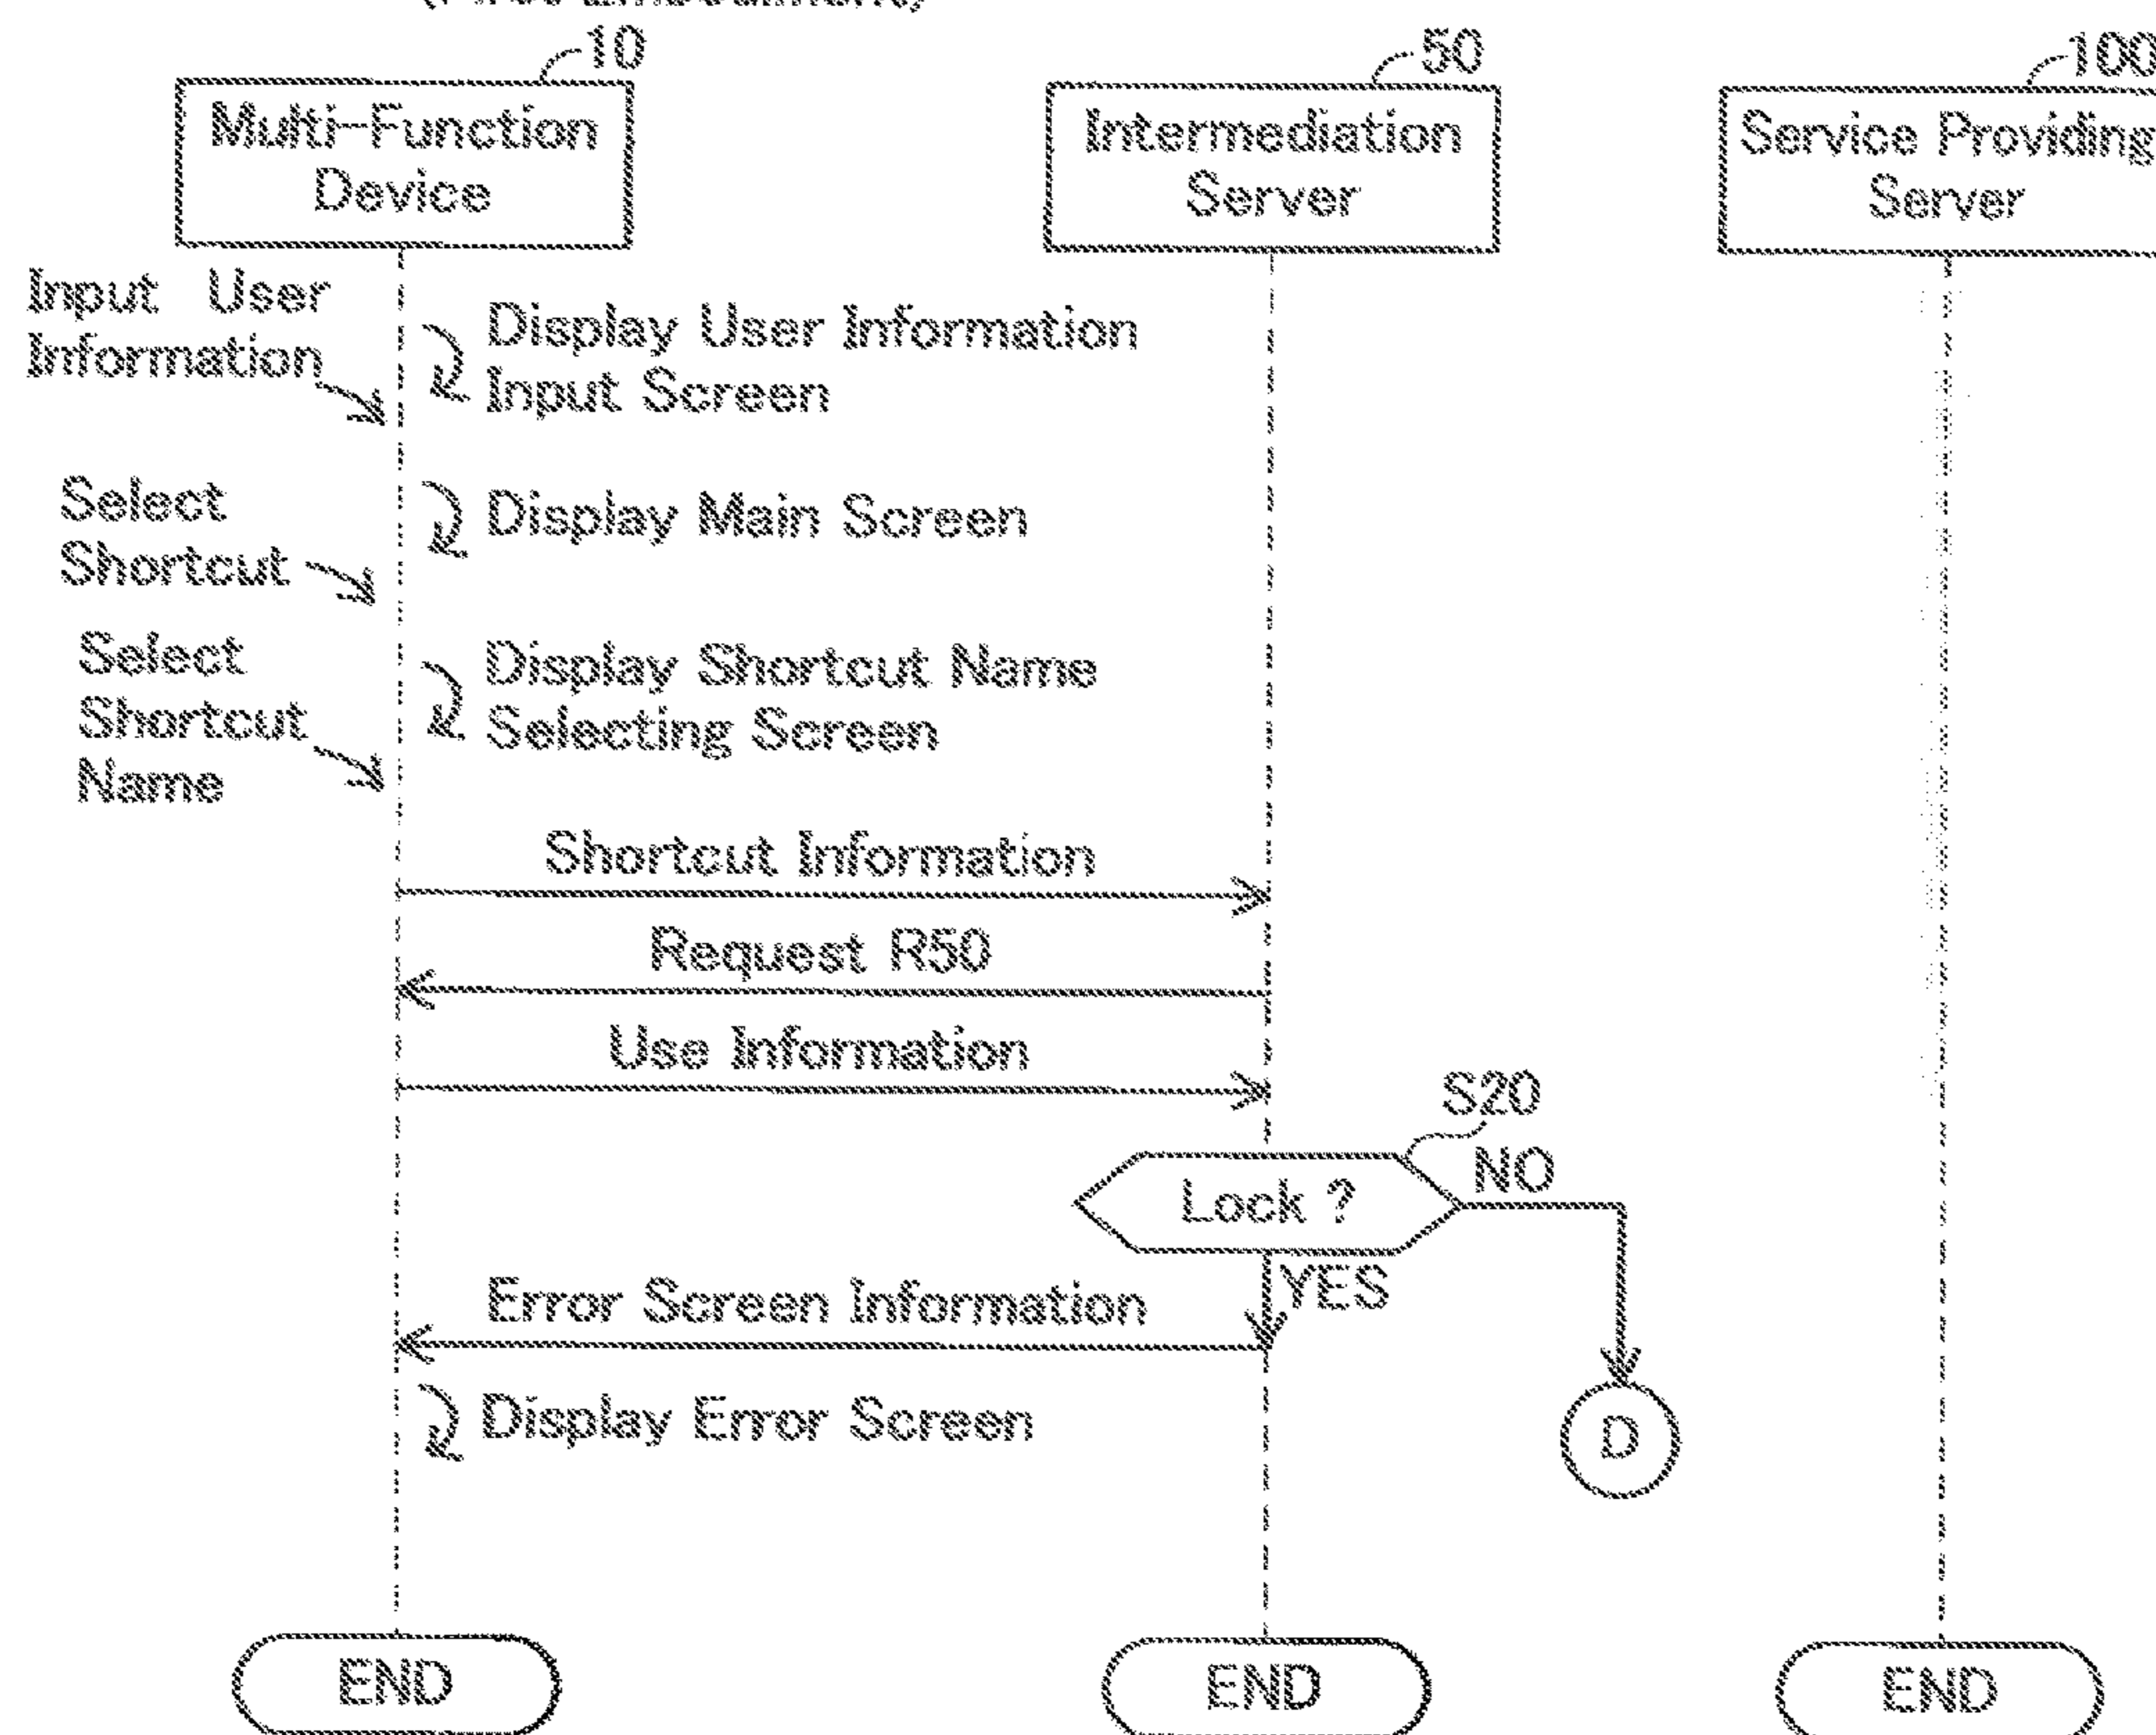 (First Embodiment)
10
50
100
Multi-Function
Device
Intermediation
Server
Service Providing
Server
Input User
Information
Display User Information
Input Screen
Select
Shortcut
Display Main Screen
Select
Shortcut
Name
Display Shortcut Name
Selecting Screen
Shortcut Information
Request R50
Use Information
S20
Lock ?
NO
YES
Error Screen Information
Display Error Screen
D
END
END
END